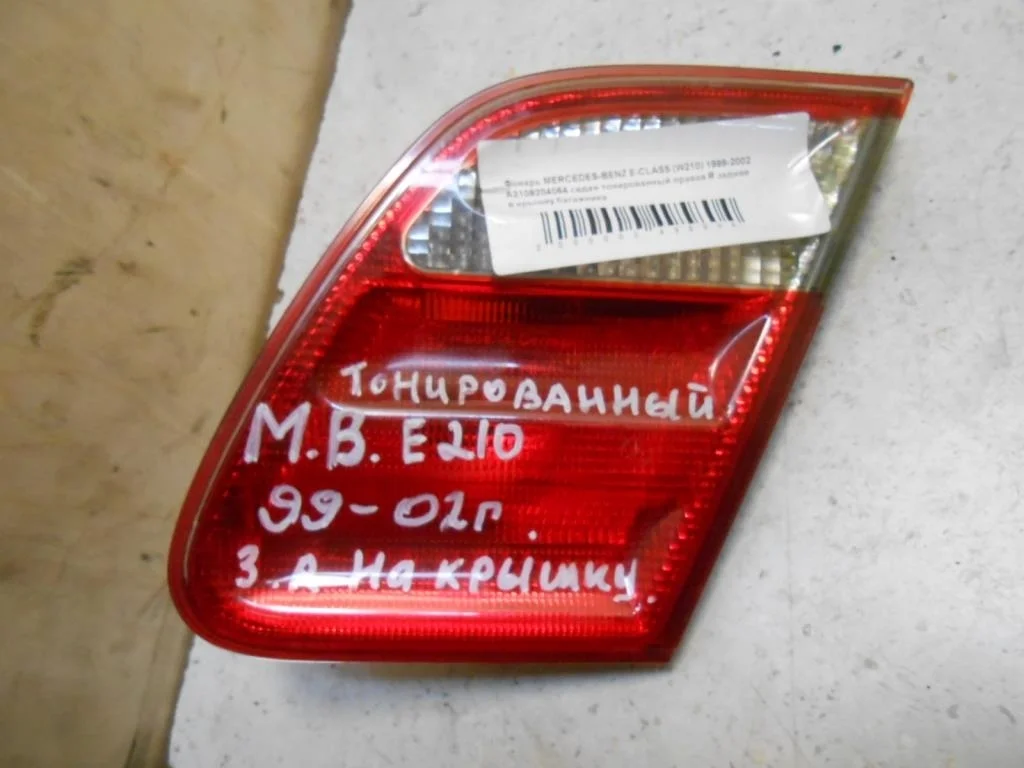 Фонарь MERCEDES-BENZ E-CLASS (W210) 1999-2002
A2108204064 седан тонированный правая R задняя
в крышку багажника
Тонированный
М.В. Е210
99-02г.
З.Д на крышку.